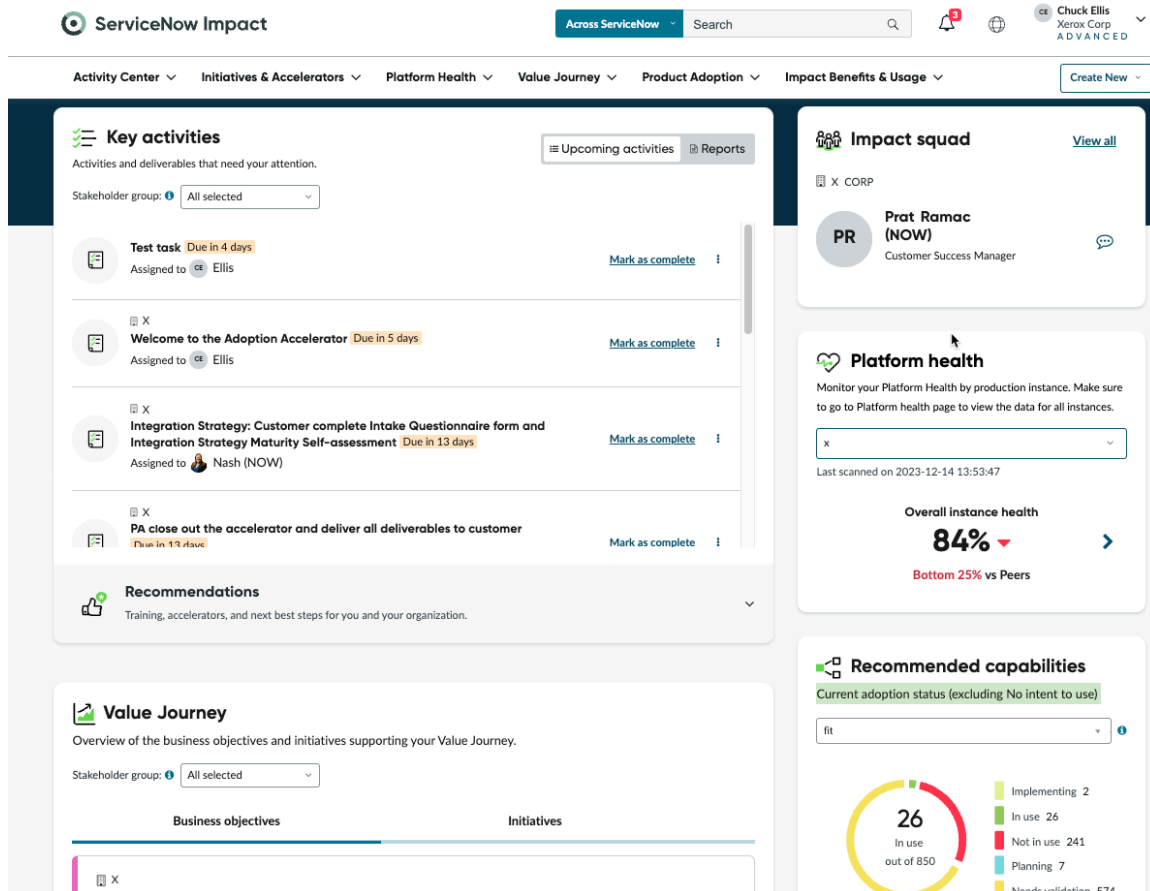 ServiceNow Impact
Across ServiceNow
Search
3
CE
Chuck Ellis
Xerox Corp
ADVANCED
Activity Center
Initiatives & Accelerators
Platform Health
Value Journey
Product Adoption
Impact Benefits & Usage
Create New
Key activities
Activities and deliverables that need your attention.
Upcoming activities
Reports
Stakeholder group:
All selected
Test task Due in 4 days
Assigned to CE Ellis
Mark as complete
X
Welcome to the Adoption Accelerator Due in 5 days
Assigned to CE Ellis
Mark as complete
X
Integration Strategy: Customer complete Intake Questionnaire form and
Integration Strategy Maturity Self-assessment Due in 13 days
Assigned to Nash (NOW)
Mark as complete
X
PA close out the accelerator and deliver all deliverables to customer
Due in 13 days
Mark as complete
Recommendations
Training, accelerators, and next best steps for you and your organization.
Value Journey
Overview of the business objectives and initiatives supporting your Value Journey.
Stakeholder group:
All selected
Business objectives
Initiatives
X
Impact squad
View all
X CORP
PR
Prat Ramac
(NOW)
Customer Success Manager
Platform health
Monitor your Platform Health by production instance. Make sure
to go to Platform health page to view the data for all instances.
x
Last scanned on 2023-12-14 13:53:47
Overall instance health
84%
Bottom 25% vs Peers
Recommended capabilities
Current adoption status (excluding No intent to use)
fit
26
In use
out of 850
Implementing 2
In use 26
Not in use 241
Planning 7
Needs validation 574